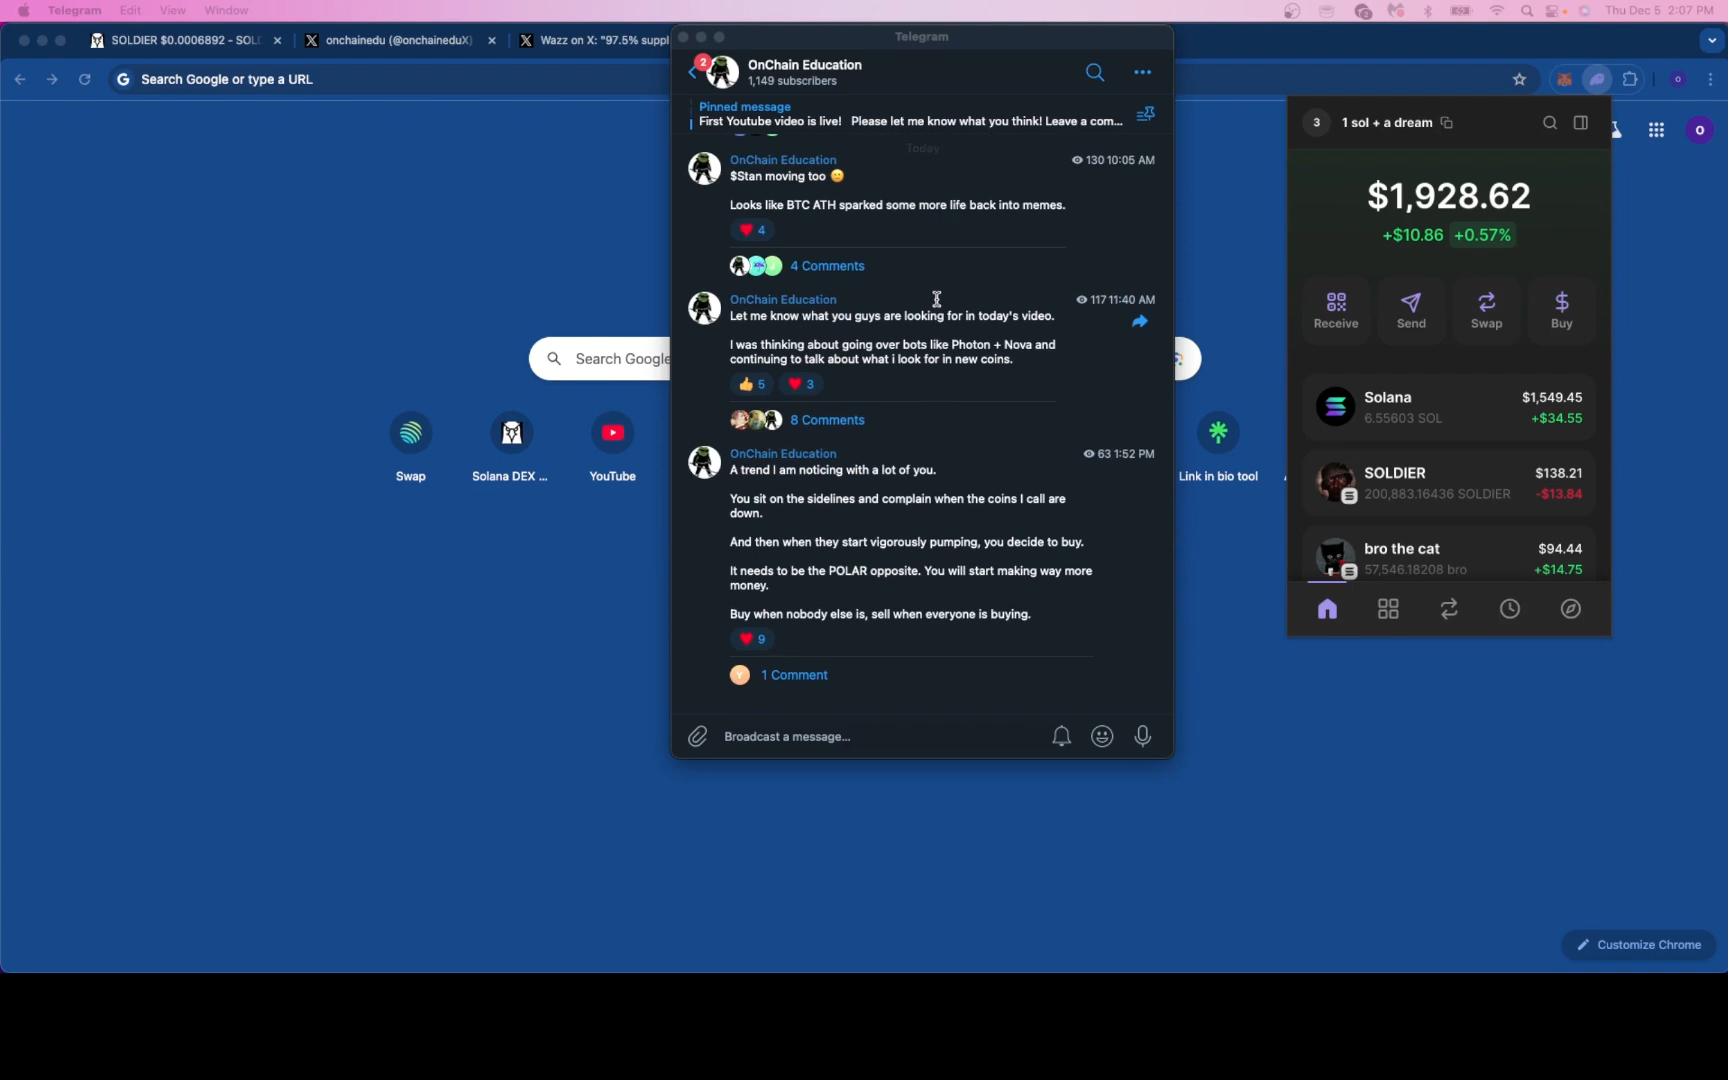 Telegram Edit View Window
Thu Dec 5 2:07 PM
SOLDIER $0.0006892 - SOL
onchainedu (@onchaineduX)
Wazz on X: "97.5% suppl
Search Google or type a URL
Search Google
Swap
Solana DEX ...
YouTube
Link in bio tool
Customize Chrome
Telegram
2
OnChain Education
1,149 subscribers
Pinned message
First Youtube video is live! Please let me know what you think! Leave a com...
Today
OnChain Education
130 10:05 AM
$Stan moving too
Looks like BTC ATH sparked some more life back into memes.
4
4 Comments
OnChain Education
117 11:40 AM
Let me know what you guys are looking for in today's video.
I was thinking about going over bots like Photon + Nova and
continuing to talk about what i look for in new coins.
5 3
8 Comments
OnChain Education
63 1:52 PM
A trend I am noticing with a lot of you.
You sit on the sidelines and complain when the coins I call are
down.
And then when they start vigorously pumping, you decide to buy.
It needs to be the POLAR opposite. You will start making way more
money.
Buy when nobody else is, sell when everyone is buying.
9
Y
1 Comment
Broadcast a message...
3
1 sol + a dream
$1,928.62
+$10.86 +0.57%
Receive
Send
Swap
Buy
Solana $1,549.45
6.55603 SOL +$34.55
SOLDIER $138.21
200,883.16436 SOLDIER -$13.84
bro the cat $94.44
57,546.18208 bro +$14.75